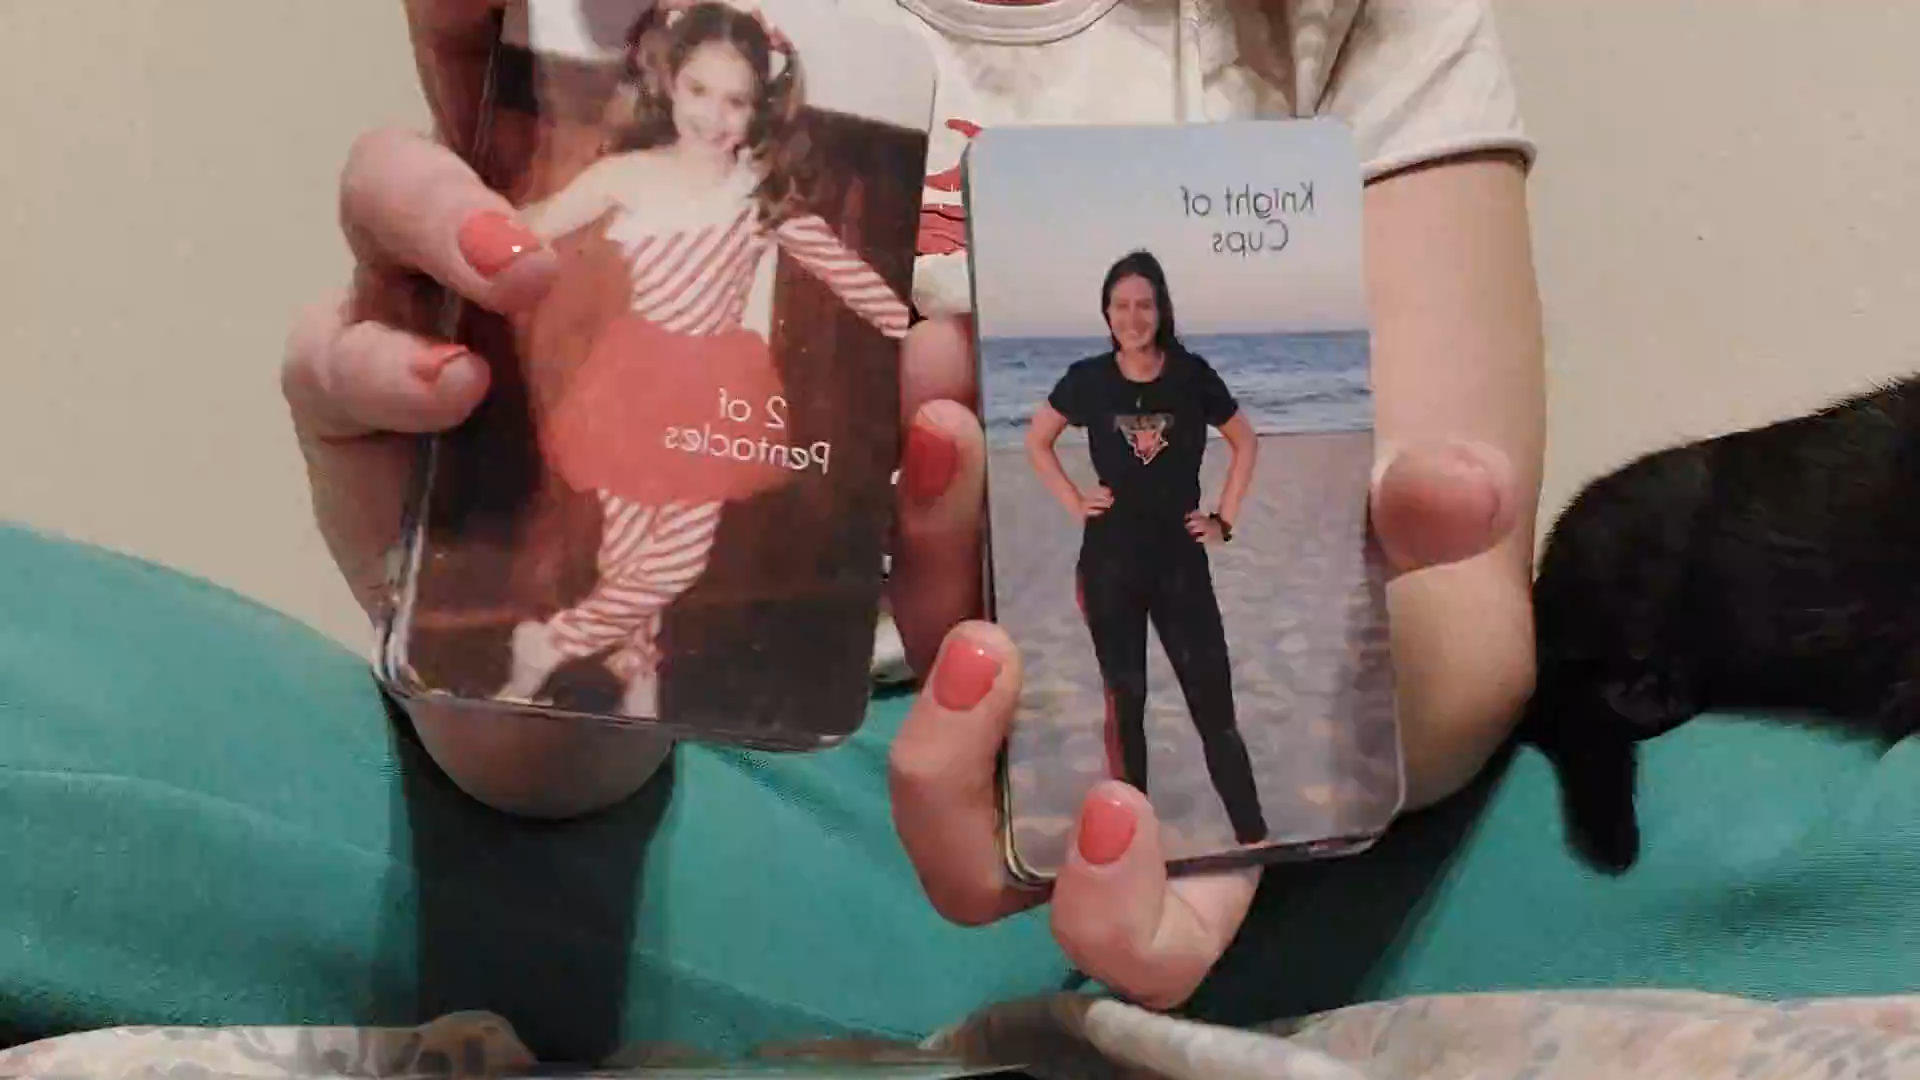 2 of
Pentacles
Knight of
Cups